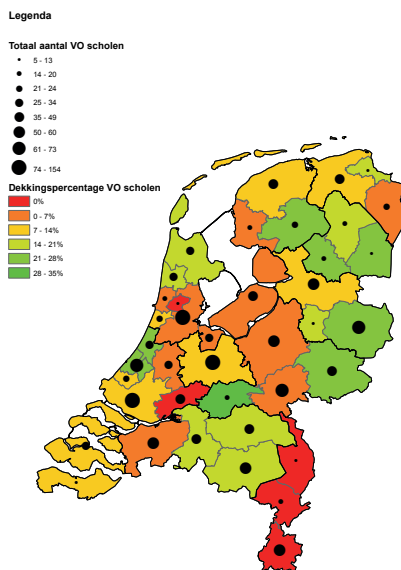 Legenda
Totaal aantal VO scholen
5 - 13
14 - 20
21 - 24
25 - 34
35 - 49
50 - 60
61 - 73
74 - 154
Dekkingspercentage VO scholen
0%
0 - 7%
7 - 14%
14 - 21%
21 - 28%
28 - 35%